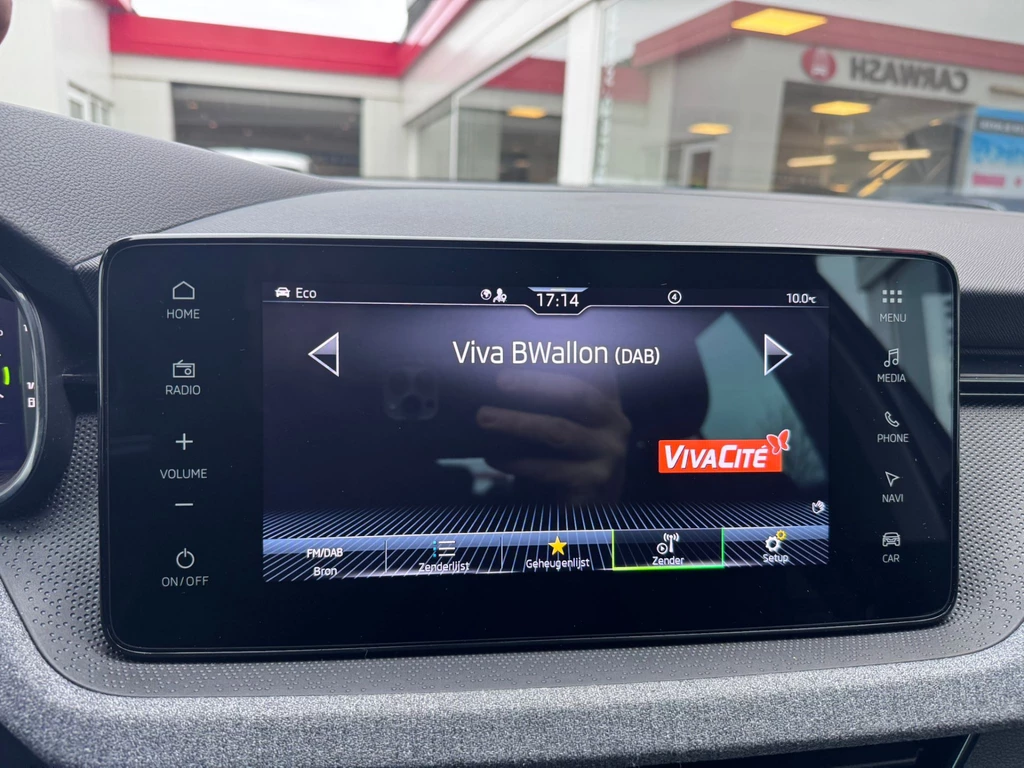 CARWASH
Eco
17:14
4
10.0°C
HOME
RADIO
+
VOLUME
−
ON/OFF
Viva BWallon (DAB)
VIVACITÉ
FM/DAB
Bron
Zenderlijst
Geheugenlijst
Zender
Setup
MENU
MEDIA
PHONE
NAVI
CAR